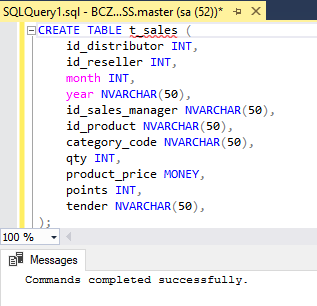 SQLQuery1.sql - BCZ...SS.master (sa (52))*
CREATE TABLE t_sales (
id_distributor INT,
id_reseller INT,
month INT,
year NVARCHAR(50),
id_sales_manager NVARCHAR(50),
id_product NVARCHAR(50),
category_code NVARCHAR(50),
qty INT,
product_price MONEY,
points INT,
tender NVARCHAR(50),
);
100 %
Messages
Commands completed successfully.